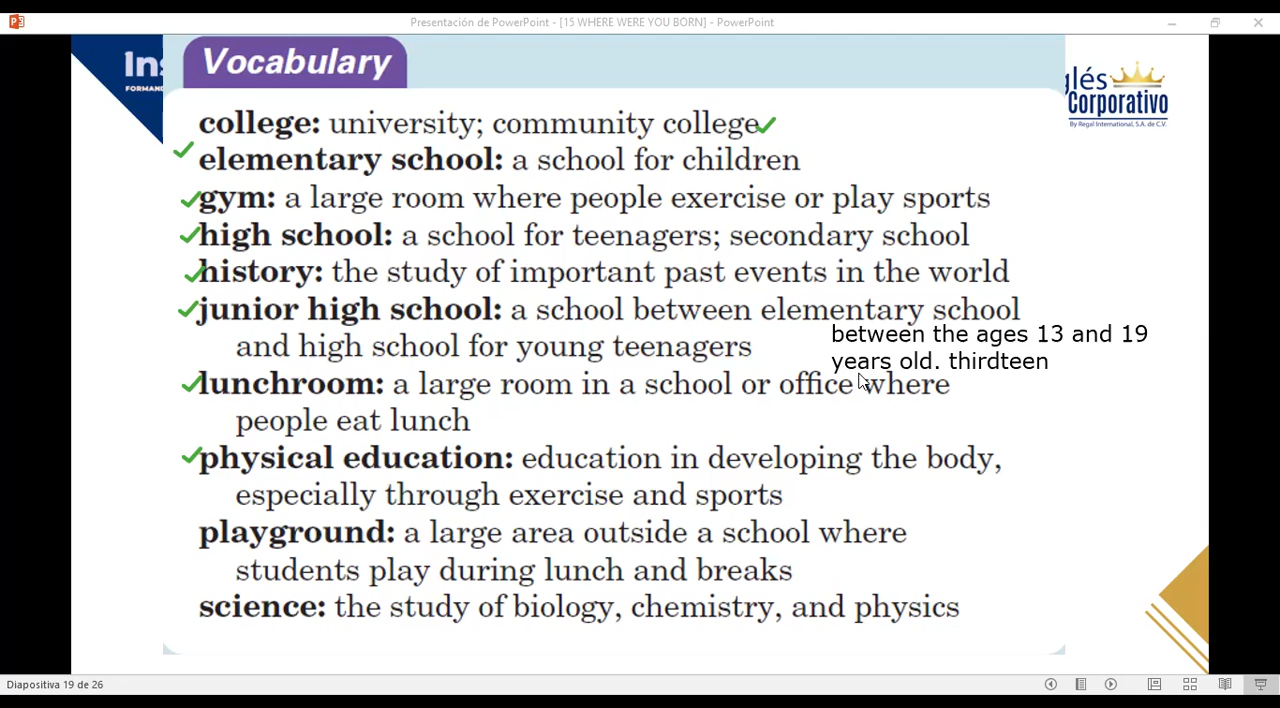 Presentación de PowerPoint - [15 WHERE WERE YOU BORN] - PowerPoint
Ins
FORMAND
Vocabulary
glés
Corporativo
By Regal International, S.A. de C.V.
college: university; community college
elementary school: a school for children
gym: a large room where people exercise or play sports
high school: a school for teenagers; secondary school
history: the study of important past events in the world
junior high school: a school between elementary school
and high school for young teenagers
between the ages 13 and 19
years old. thirdteen
lunchroom: a large room in a school or office where
people eat lunch
physical education: education in developing the body,
especially through exercise and sports
playground: a large area outside a school where
students play during lunch and breaks
science: the study of biology, chemistry, and physics
Diapositiva 19 de 26